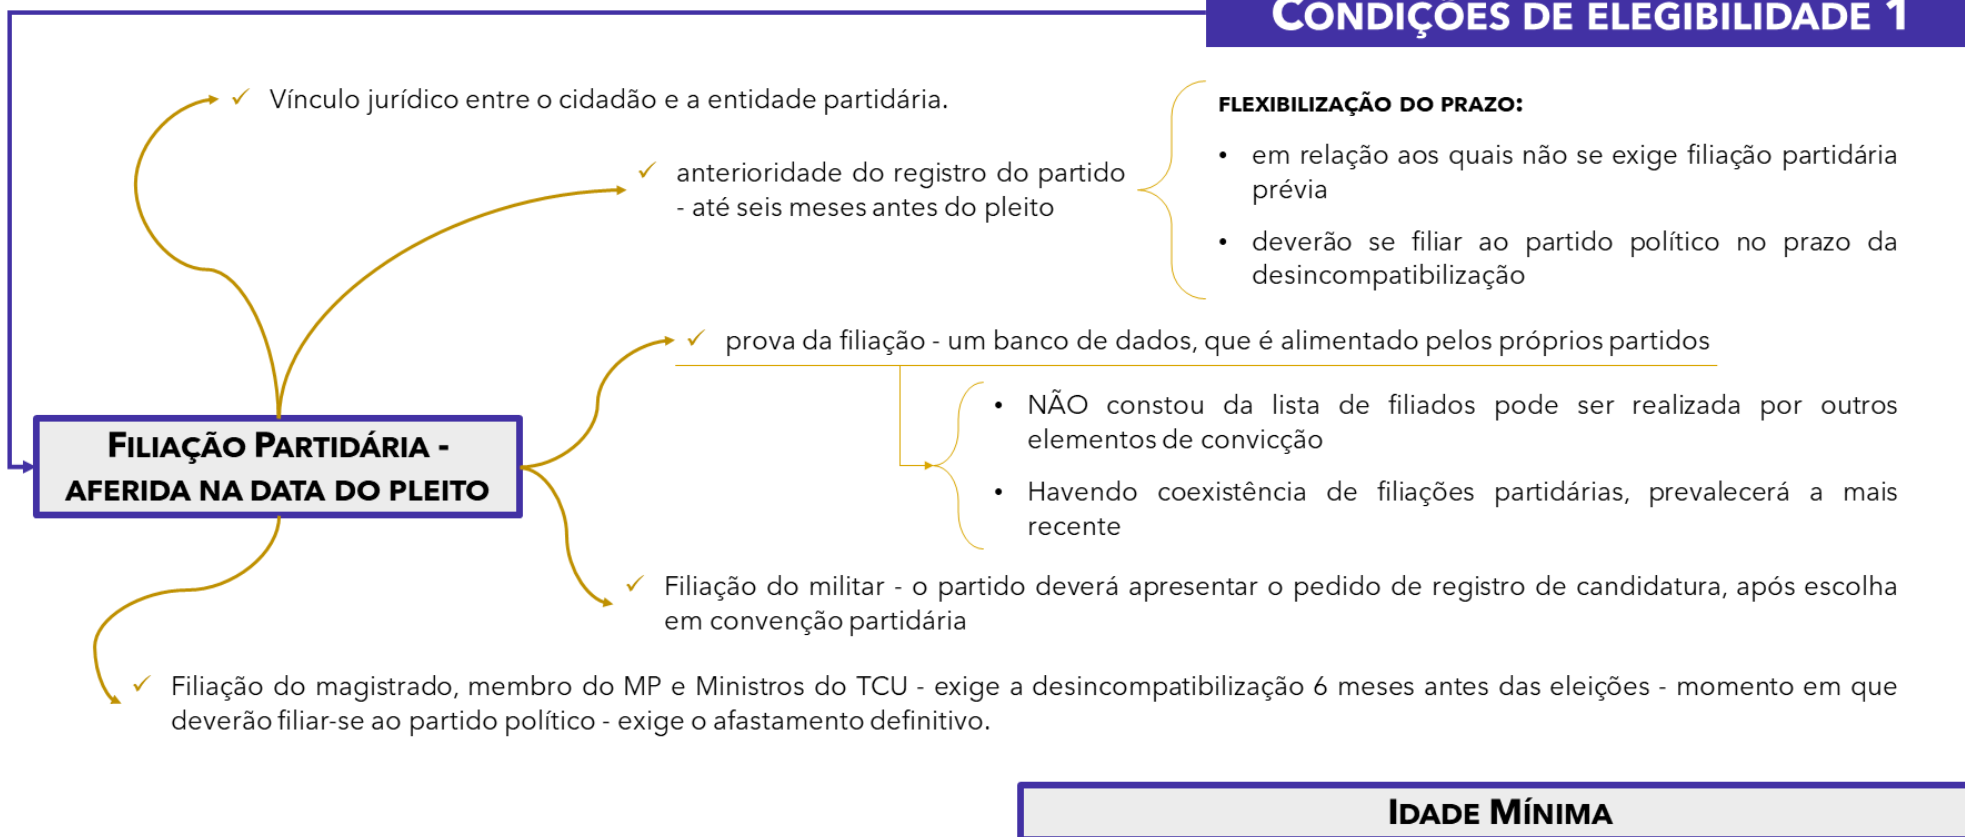 CONDIÇÕES DE ELEGIBILIDADE 1
✓ Vínculo jurídico entre o cidadão e a entidade partidária.
✓ anterioridade do registro do partido
- até seis meses antes do pleito
FLEXIBILIZAÇÃO DO PRAZO:
• em relação aos quais não se exige filiação partidária
prévia
• deverão se filiar ao partido político no prazo da
desincompatibilização
✓ prova da filiação - um banco de dados, que é alimentado pelos próprios partidos
• NÃO constou da lista de filiados pode ser realizada por outros
elementos de convicção
• Havendo coexistência de filiações partidárias, prevalecerá a mais
recente
FILIAÇÃO PARTIDÁRIA -
AFERIDA NA DATA DO PLEITO
✓ Filiação do militar - o partido deverá apresentar o pedido de registro de candidatura, após escolha
em convenção partidária
✓ Filiação do magistrado, membro do MP e Ministros do TCU - exige a desincompatibilização 6 meses antes das eleições - momento em que
deverão filiar-se ao partido político - exige o afastamento definitivo.
IDADE MÍNIMA